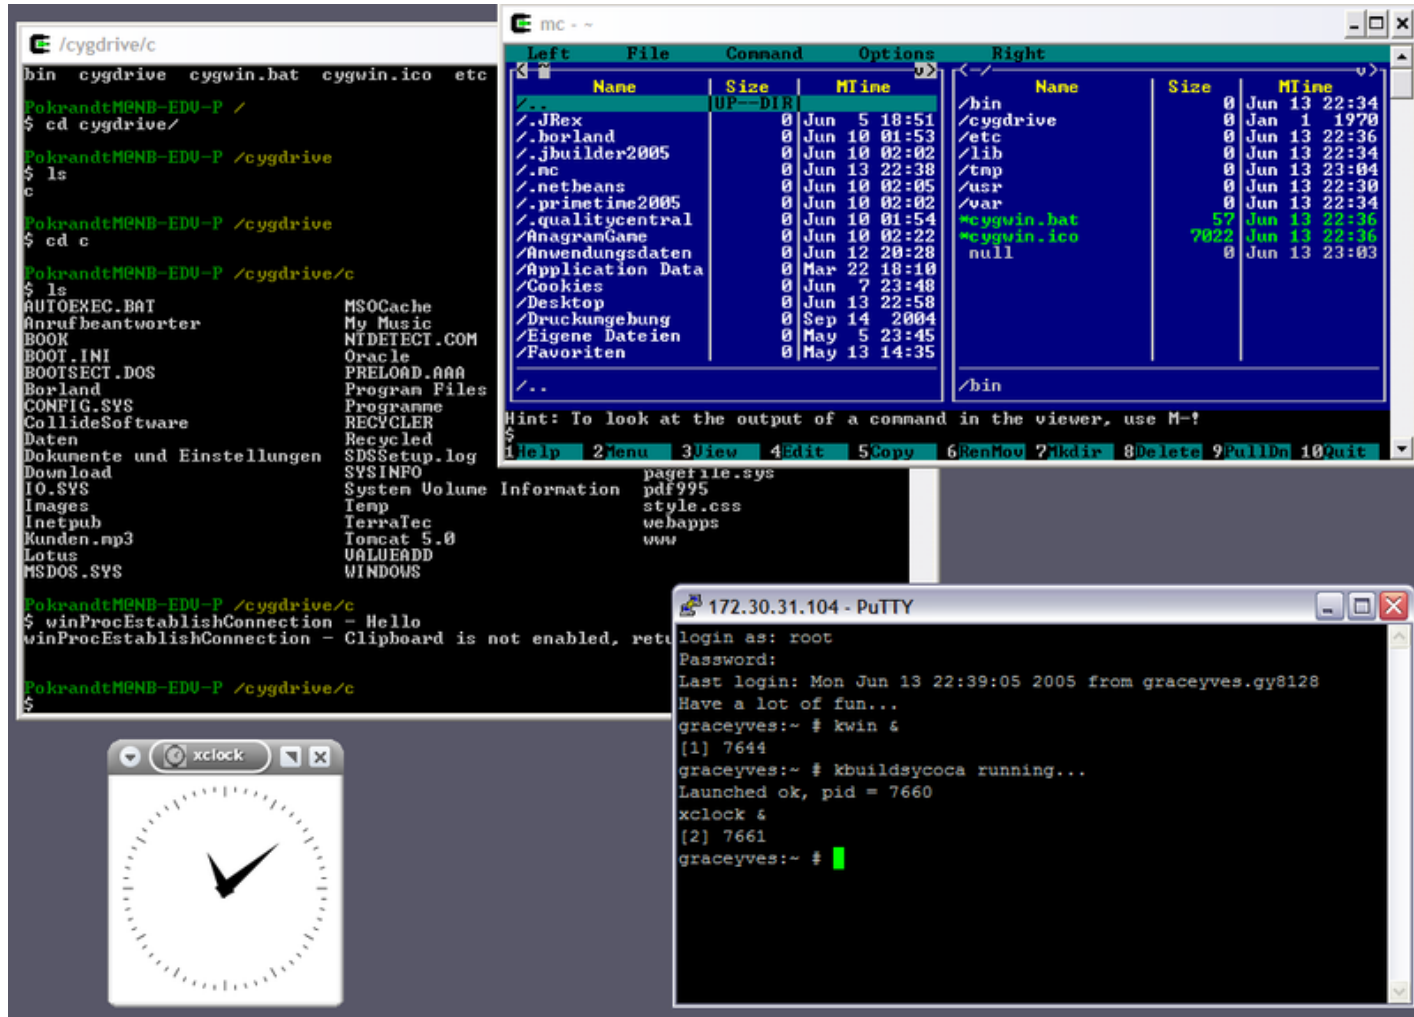 /cygdrive/c
bin cygdrive cygwin.bat cygwin.ico etc
PokrandtM@NB-EDV-P /
$ cd cygdrive/
PokrandtM@NB-EDV-P /cygdrive
$ ls
c
PokrandtM@NB-EDV-P /cygdrive
$ cd c
PokrandtM@NB-EDV-P /cygdrive/c
$ ls
AUTOEXEC.BAT MSOCache
Anrufbeantworter My Music
BOOK NTDETECT.COM
BOOT.INI Oracle
BOOTSECT.DOS PRELOAD.AAA
Borland Program Files
CONFIG.SYS Programme
CollideSoftware RECYCLER
Daten Recycled
Dokumente und Einstellungen SDSSetup.log
Download SYSINFO pagefile.sys
IO.SYS System Volume Information pdf995
Images Temp style.css
Inetpub TerraTec webapps
Kunden.mp3 Tomcat 5.0 www
Lotus VALUEADD
MSDOS.SYS WINDOWS
PokrandtM@NB-EDV-P /cygdrive/c
$ winProcEstablishConnection - Hello
winProcEstablishConnection - Clipboard is not enabled, retu
PokrandtM@NB-EDV-P /cygdrive/c
$
mc - ~
Left File Command Options Right
<~ v> <-/ v>
Name Size MTime Name Size MTime
/.. UP--DIR /bin 0 Jun 13 22:34
/.JRex 0 Jun 5 18:51 /cygdrive 0 Jan 1 1970
/.borland 0 Jun 10 01:53 /etc 0 Jun 13 22:36
/.jbuilder2005 0 Jun 10 02:02 /lib 0 Jun 13 22:34
/.mc 0 Jun 13 22:38 /tmp 0 Jun 13 23:04
/.netbeans 0 Jun 10 02:05 /usr 0 Jun 13 22:30
/.primetime2005 0 Jun 10 02:02 /var 0 Jun 13 22:34
/.qualitycentral 0 Jun 10 01:54 *cygwin.bat 57 Jun 13 22:36
/AnagramGame 0 Jun 10 02:22 *cygwin.ico 7022 Jun 13 22:36
/Anwendungsdaten 0 Jun 12 20:28 null 0 Jun 13 23:03
/Application Data 0 Mar 22 18:10
/Cookies 0 Jun 7 23:48
/Desktop 0 Jun 13 22:58
/Druckumgebung 0 Sep 14 2004
/Eigene Dateien 0 May 5 23:45
/Favoriten 0 May 13 14:35
/.. /bin
Hint: To look at the output of a command in the viewer, use M-!
$
1Help 2Menu 3View 4Edit 5Copy 6RenMov 7Mkdir 8Delete 9PullDn 10Quit
172.30.31.104 - PuTTY
login as: root
Password:
Last login: Mon Jun 13 22:39:05 2005 from graceyves.gy8128
Have a lot of fun...
graceyves:~ # kwin &
[1] 7644
graceyves:~ # kbuildsycoca running...
Launched ok, pid = 7660
xclock &
[2] 7661
graceyves:~ #
xclock